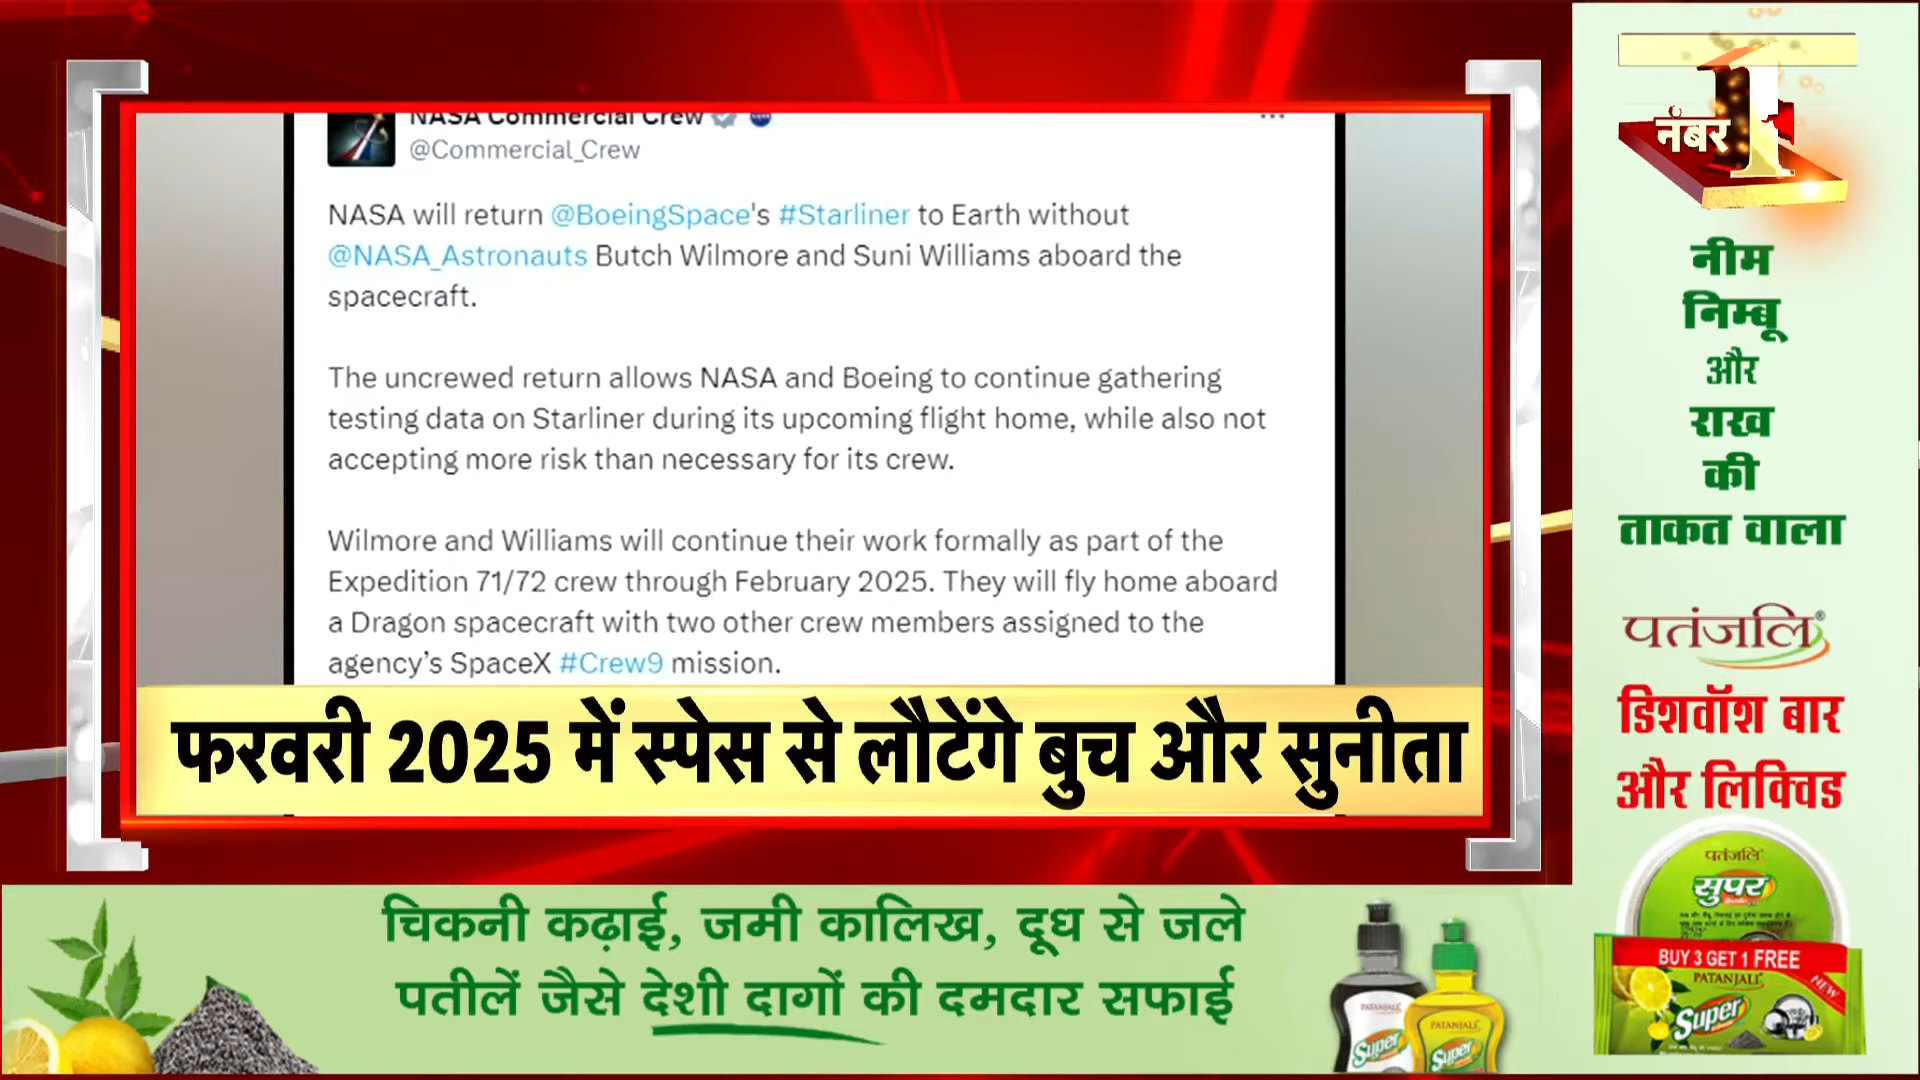 NASA Commercial Crew
@Commercial_Crew
NASA will return @BoeingSpace's #Starliner to Earth without
@NASA_Astronauts Butch Wilmore and Suni Williams aboard the
spacecraft.
The uncrewed return allows NASA and Boeing to continue gathering
testing data on Starliner during its upcoming flight home, while also not
accepting more risk than necessary for its crew.
Wilmore and Williams will continue their work formally as part of the
Expedition 71/72 crew through February 2025. They will fly home aboard
a Dragon spacecraft with two other crew members assigned to the
agency’s SpaceX #Crew9 mission.
फरवरी 2025 में स्पेस से लौटेंगे बुच और सुनीता
नंबर 1
नीम
निम्बू
और
राख
की
ताकत वाला
पतंजलि®
डिशवॉश बार
और लिक्विड
पतंजलि
सुपर
BUY 3 GET 1 FREE
PATANJALI
NEW
Super
चिकनी कढ़ाई, जमी कालिख, दूध से जले
पतीलें जैसे देशी दागों की दमदार सफाई
PATANJALI
Super
PATANJALI
Super